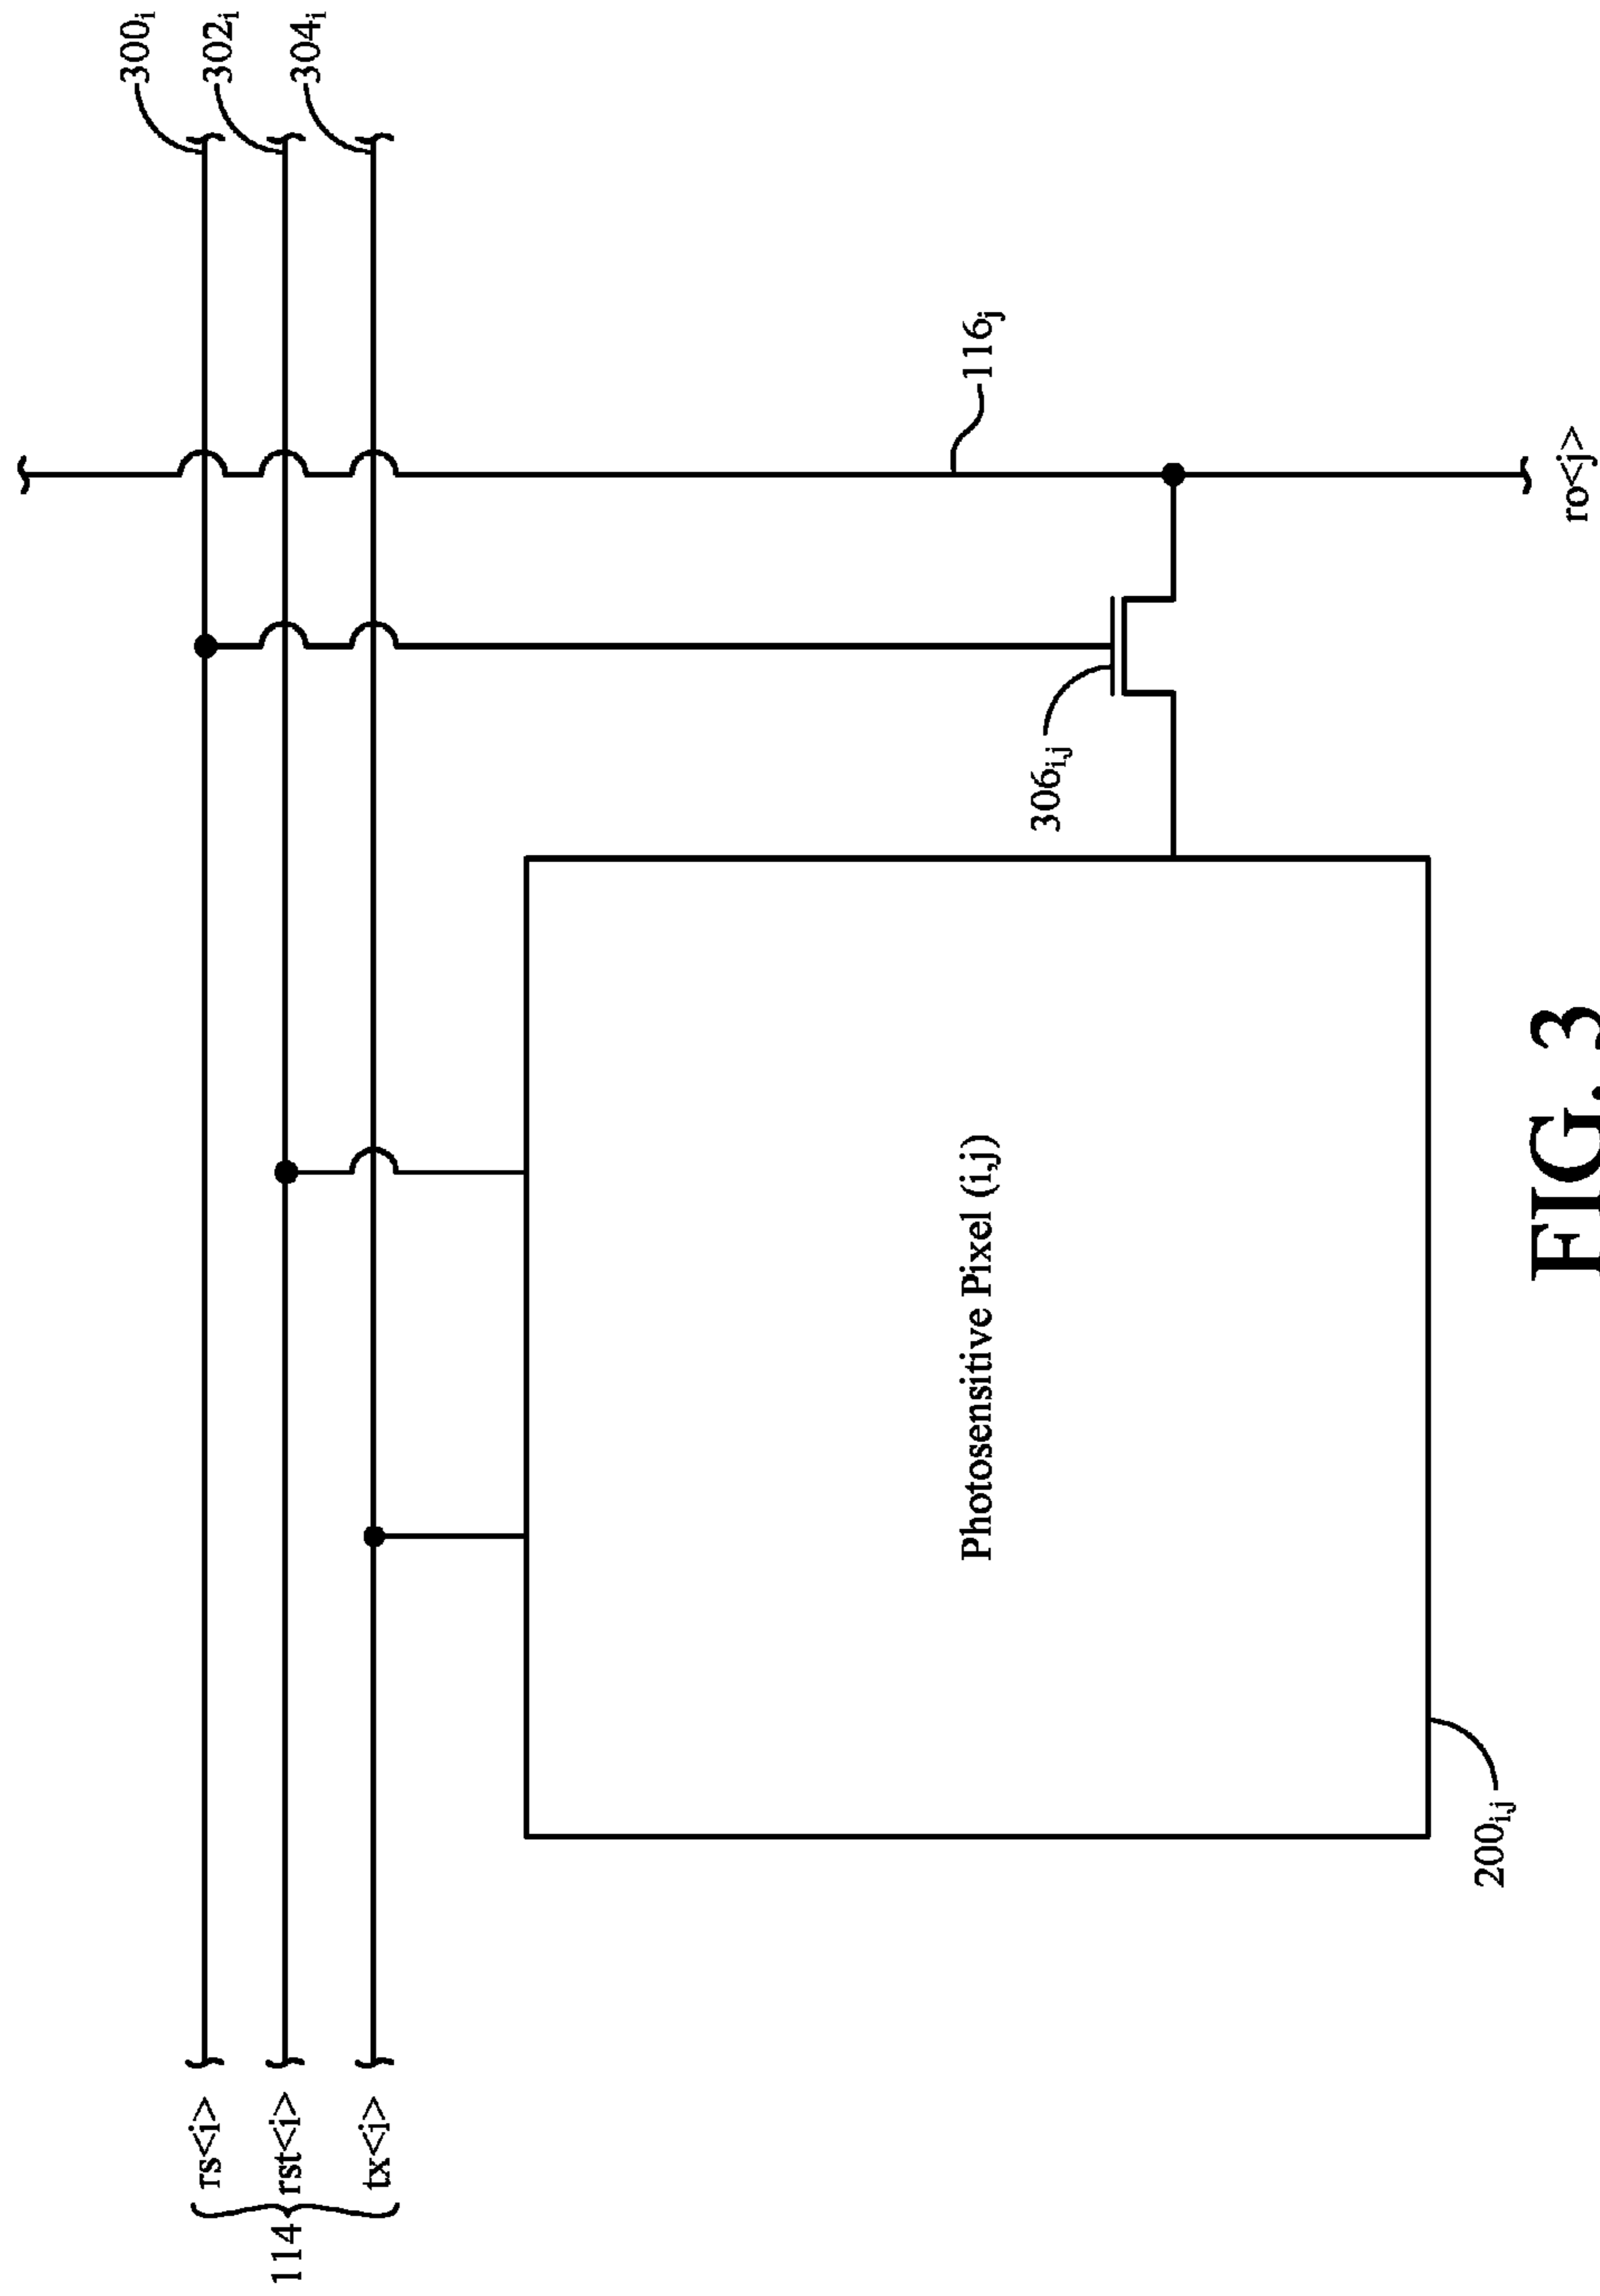 300i
302i
304i
rs<i>
114
rst<i>
tx<i>
116j
306i,j
Photosensitive Pixel (i,j)
200i,j
ro<j>
FIG. 3